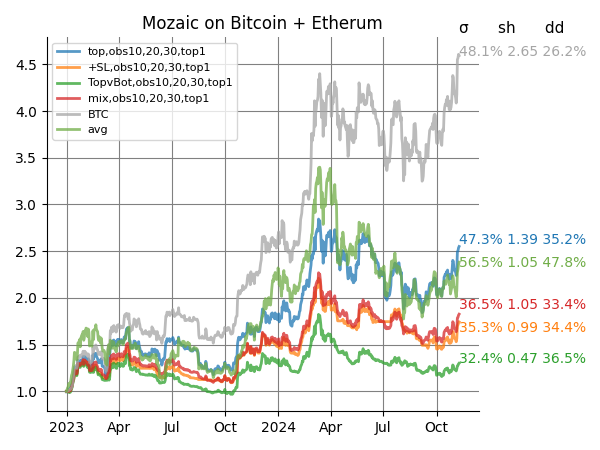 Mozaic on Bitcoin + Etherum
σ sh dd
top,obs10,20,30,top1
+SL,obs10,20,30,top1
TopvBot,obs10,20,30,top1
mix,obs10,20,30,top1
BTC
avg
48.1% 2.65 26.2%
47.3% 1.39 35.2%
56.5% 1.05 47.8%
36.5% 1.05 33.4%
35.3% 0.99 34.4%
32.4% 0.47 36.5%
4.5
4.0
3.5
3.0
2.5
2.0
1.5
1.0
2023 Apr Jul Oct 2024 Apr Jul Oct